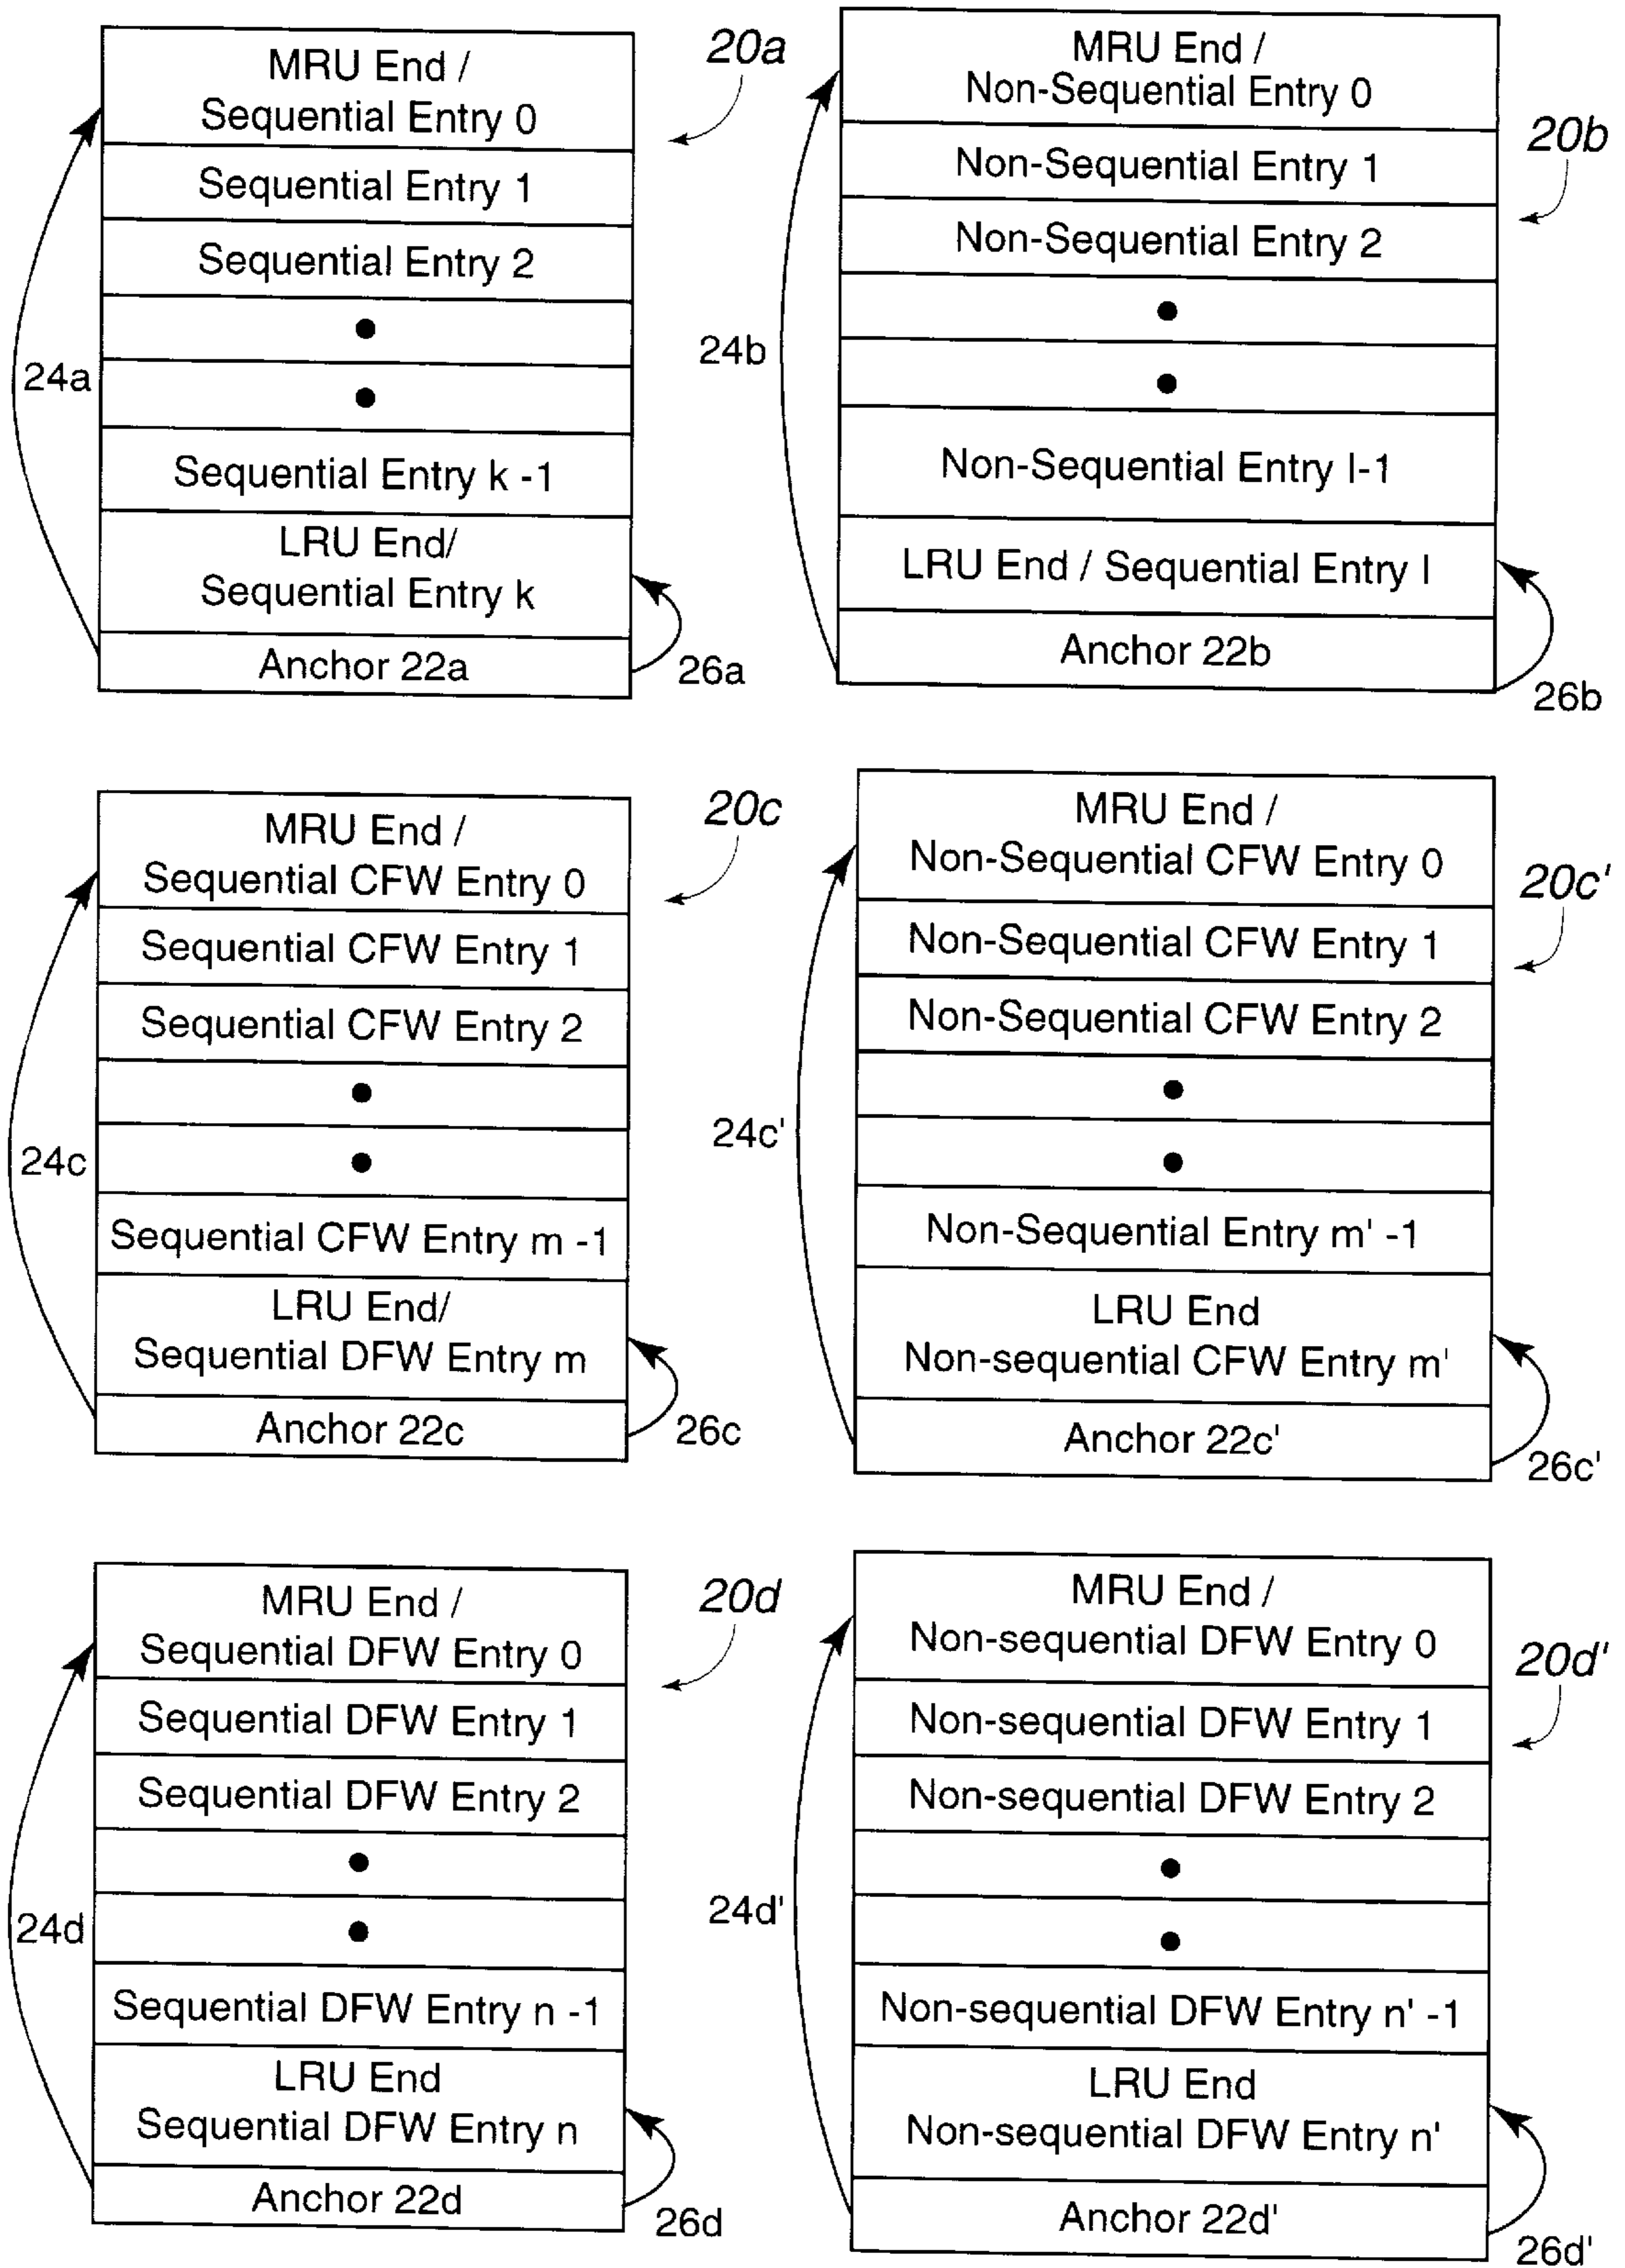 MRU End /
Sequential Entry 0
Sequential Entry 1
Sequential Entry 2
Sequential Entry k -1
LRU End/
Sequential Entry k
Anchor 22a
20a
24a
26a
MRU End /
Non-Sequential Entry 0
Non-Sequential Entry 1
Non-Sequential Entry 2
Non-Sequential Entry l-1
LRU End / Sequential Entry l
Anchor 22b
20b
24b
26b
MRU End /
Sequential CFW Entry 0
Sequential CFW Entry 1
Sequential CFW Entry 2
Sequential CFW Entry m -1
LRU End/
Sequential DFW Entry m
Anchor 22c
20c
24c
26c
MRU End /
Non-Sequential CFW Entry 0
Non-Sequential CFW Entry 1
Non-Sequential CFW Entry 2
Non-Sequential Entry m' -1
LRU End
Non-sequential CFW Entry m'
Anchor 22c'
20c'
24c'
26c'
MRU End /
Sequential DFW Entry 0
Sequential DFW Entry 1
Sequential DFW Entry 2
Sequential DFW Entry n -1
LRU End
Sequential DFW Entry n
Anchor 22d
20d
24d
26d
MRU End /
Non-sequential DFW Entry 0
Non-sequential DFW Entry 1
Non-sequential DFW Entry 2
Non-sequential DFW Entry n' -1
LRU End
Non-sequential DFW Entry n'
Anchor 22d'
20d'
24d'
26d'